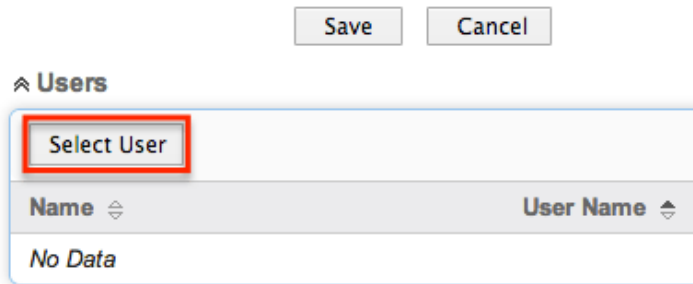 Save Cancel
Users
Select User
Name User Name
No Data